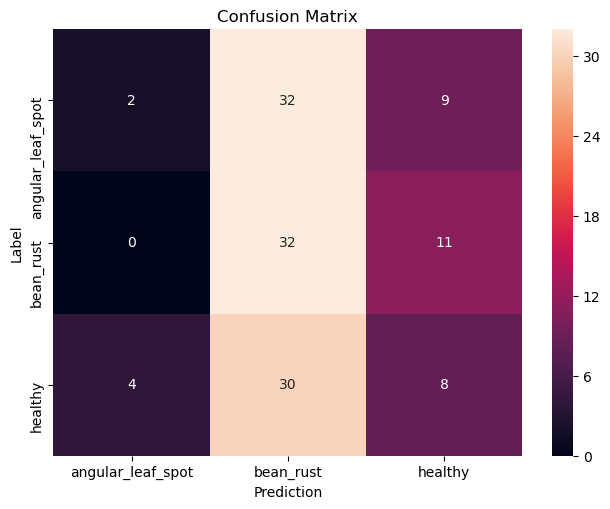 Confusion Matrix
Label
angular_leaf_spot
bean_rust
healthy
2 32 9
0 32 11
4 30 8
angular_leaf_spot bean_rust healthy
Prediction
30
24
18
12
6
0